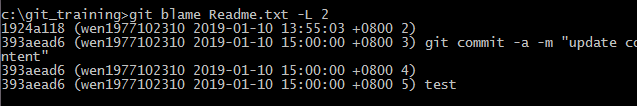 c:\git_training>git blame Readme.txt -L 2
1924a118 (wen1977102310 2019-01-10 13:55:03 +0800 2)
393aead6 (wen1977102310 2019-01-10 15:00:00 +0800 3) git commit -a -m "update co
ntent"
393aead6 (wen1977102310 2019-01-10 15:00:00 +0800 4)
393aead6 (wen1977102310 2019-01-10 15:00:00 +0800 5) test